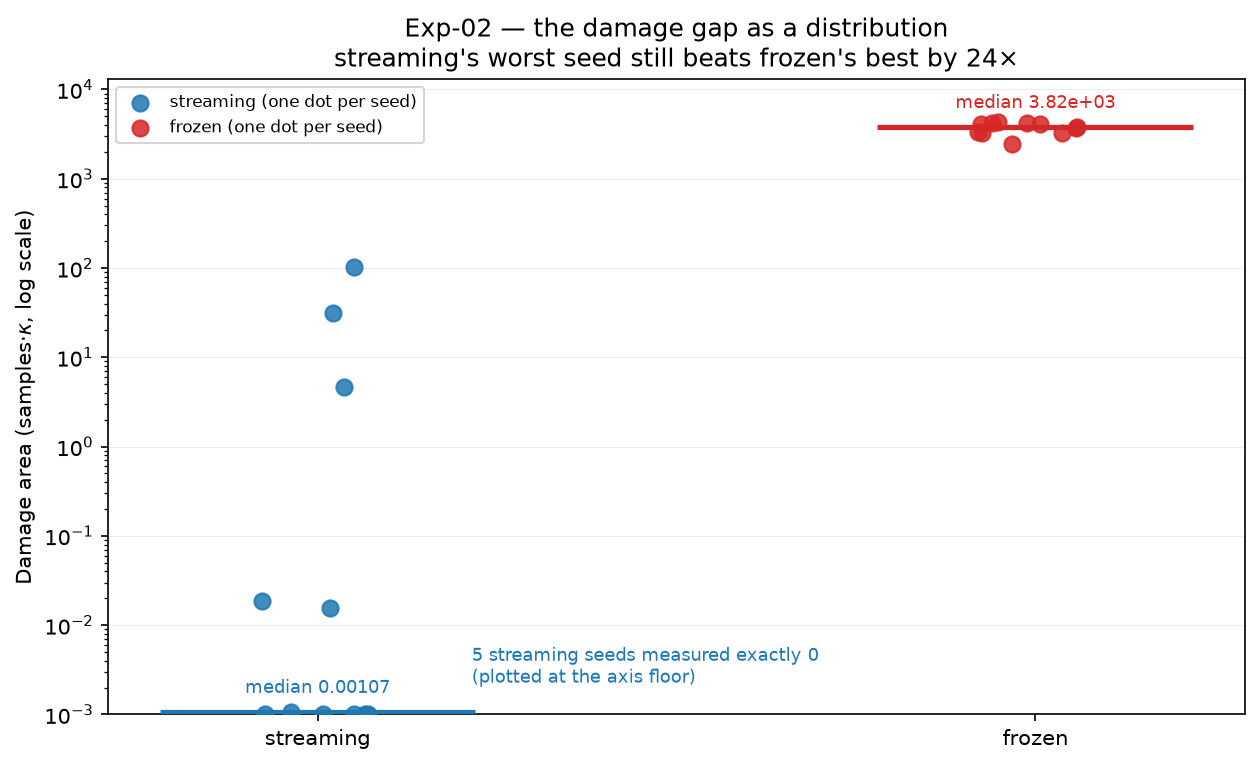 Exp-02 — the damage gap as a distribution
streaming's worst seed still beats frozen's best by 24×
streaming (one dot per seed)
frozen (one dot per seed)
median 3.82e+03
Damage area (samples·κ, log scale)
10⁴
10³
10²
10¹
10⁰
10⁻¹
10⁻²
10⁻³
5 streaming seeds measured exactly 0
(plotted at the axis floor)
median 0.00107
streaming
frozen